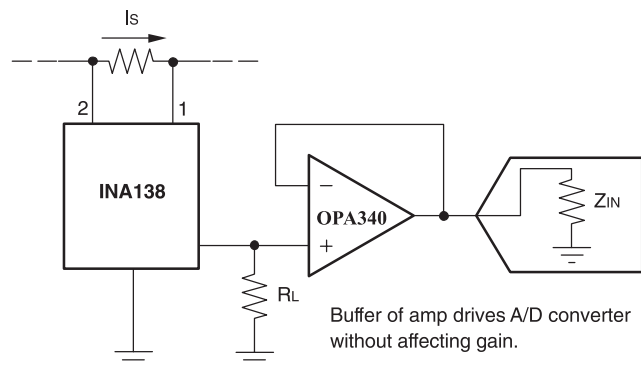 IS
2
1
INA138
−
OPA340
+
ZIN
RL
Buffer of amp drives A/D converter
without affecting gain.